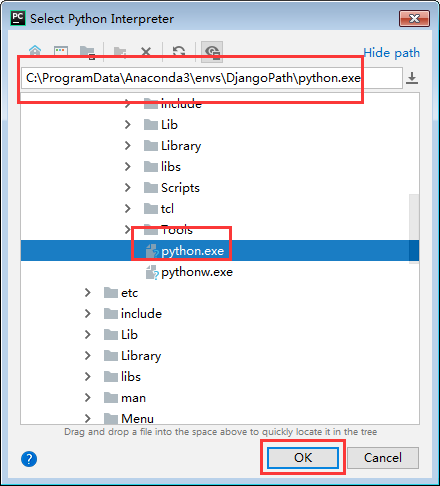 PC Select Python Interpreter
Hide path
C:\ProgramData\Anaconda3\envs\DjangoPath\python.exe
include
Lib
Library
libs
Scripts
tcl
Tools
python.exe
pythonw.exe
etc
include
Lib
Library
libs
man
Menu
Drag and drop a file into the space above to quickly locate it in the tree
? OK Cancel